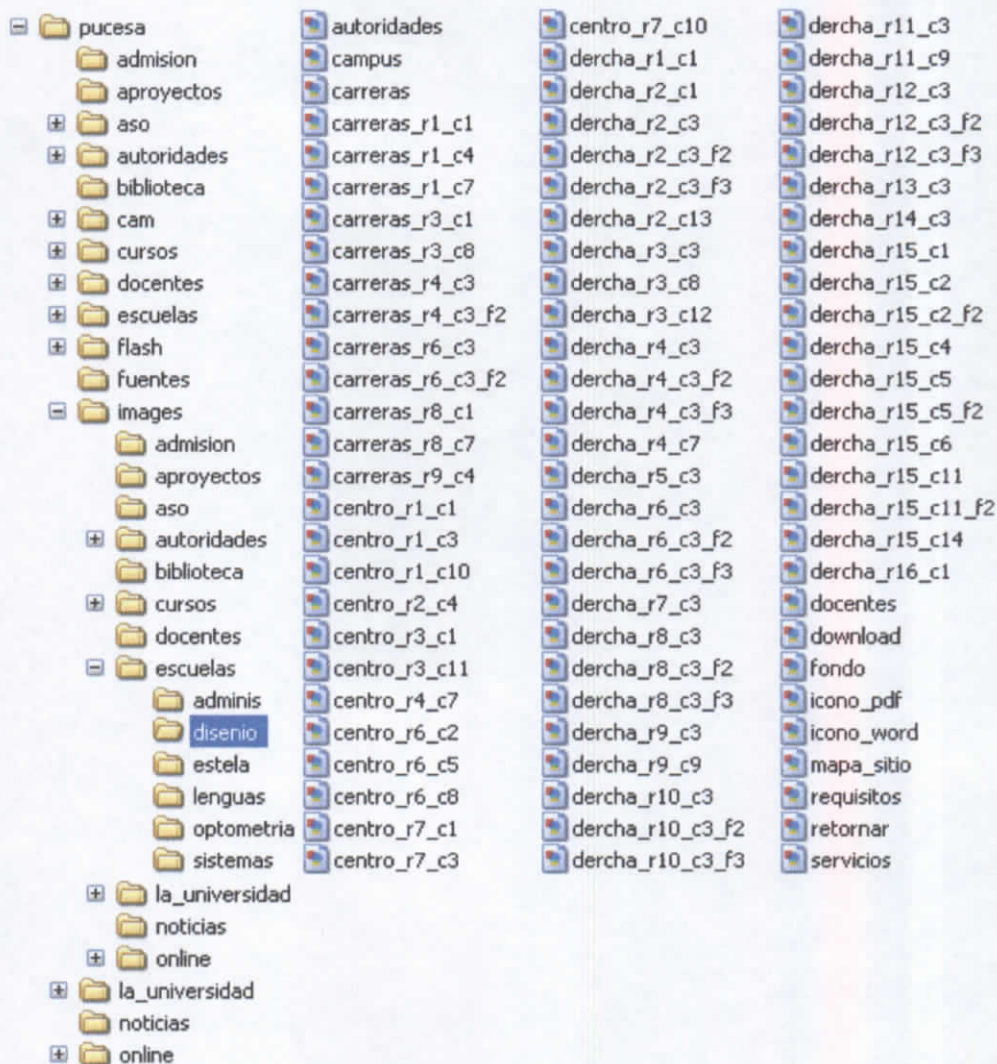 pucesa
admision
aproyectos
aso
autoridades
biblioteca
cam
cursos
docentes
escuelas
flash
fuentes
images
admision
aproyectos
aso
autoridades
biblioteca
cursos
docentes
escuelas
adminis
disenio
estela
lenguas
optometría
sistemas
la_universidad
noticias
online
la_universidad
noticias
online
autoridades
campus
carreras
carreras_r1_c1
carreras_r1_c4
carreras_r1_c7
carreras_r3_c1
carreras_r3_c8
carreras_r4_c3
carreras_r4_c3_f2
carreras_r6_c3
carreras_r6_c3_f2
carreras_r8_c1
carreras_r8_c7
carreras_r9_c4
centro_r1_c1
centro_r1_c3
centro_r1_c10
centro_r2_c4
centro_r3_c1
centro_r3_c11
centro_r4_c7
centro_r6_c2
centro_r6_c5
centro_r6_c8
centro_r7_c1
centro_r7_c3
centro_r7_c10
dercha_r1_c1
dercha_r2_c1
dercha_r2_c3
dercha_r2_c3_f2
dercha_r2_c3_f3
dercha_r2_c13
dercha_r3_c3
dercha_r3_c8
dercha_r3_c12
dercha_r4_c3
dercha_r4_c3_f2
dercha_r4_c3_f3
dercha_r4_c7
dercha_r5_c3
dercha_r6_c3
dercha_r6_c3_f2
dercha_r6_c3_f3
dercha_r7_c3
dercha_r8_c3
dercha_r8_c3_f2
dercha_r8_c3_f3
dercha_r9_c3
dercha_r9_c9
dercha_r10_c3
dercha_r10_c3_f2
dercha_r10_c3_f3
dercha_r11_c3
dercha_r11_c9
dercha_r12_c3
dercha_r12_c3_f2
dercha_r12_c3_f3
dercha_r13_c3
dercha_r14_c3
dercha_r15_c1
dercha_r15_c2
dercha_r15_c2_f2
dercha_r15_c4
dercha_r15_c5
dercha_r15_c5_f2
dercha_r15_c6
dercha_r15_c11
dercha_r15_c11_f2
dercha_r15_c14
dercha_r16_c1
docentes
download
fondo
icono_pdf
icono_word
mapa_sitio
requisitos
retornar
servicios